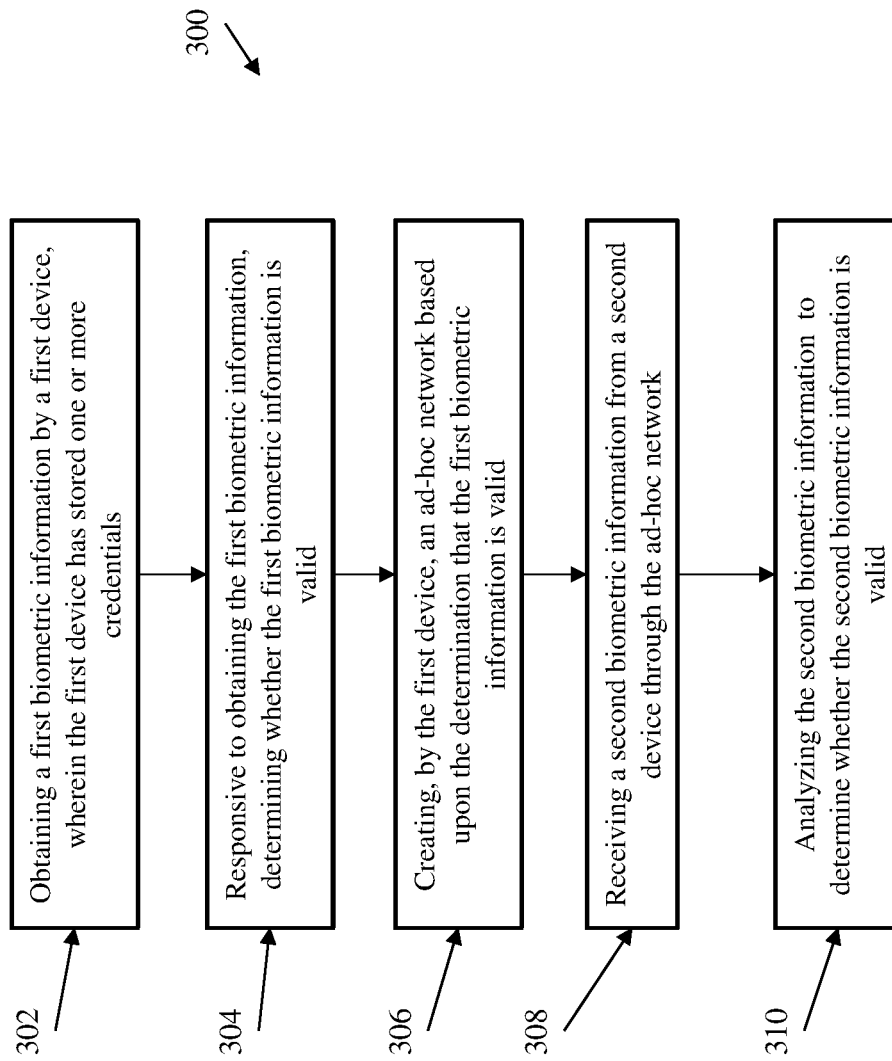 300
302
Obtaining a first biometric information by a first device,
wherein the first device has stored one or more
credentials
304
Responsive to obtaining the first biometric information,
determining whether the first biometric information is
valid
306
Creating, by the first device, an ad-hoc network based
upon the determination that the first biometric
information is valid
308
Receiving a second biometric information from a second
device through the ad-hoc network
310
Analyzing the second biometric information to
determine whether the second biometric information is
valid